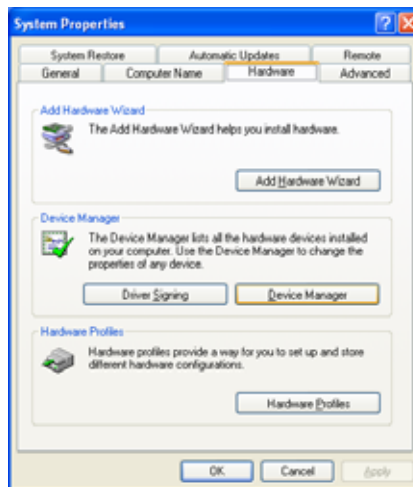 System Properties
System Restore Automatic Updates Remote
General Computer Name Hardware Advanced
Add Hardware Wizard
The Add Hardware Wizard helps you install hardware.
Add Hardware Wizard
Device Manager
The Device Manager lists all the hardware devices installed
on your computer. Use the Device Manager to change the
properties of any device.
Driver Signing Device Manager
Hardware Profiles
Hardware profiles provide a way for you to set up and store
different hardware configurations.
Hardware Profiles
OK Cancel Apply